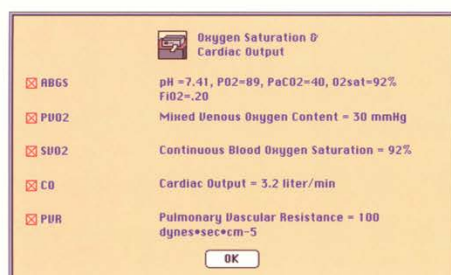 Oxygen Saturation &
Cardiac Output
ABGS pH =7.41, PO2=89, PaCO2=40, O2sat=92%
FiO2=.20
PVO2 Mixed Venous Oxygen Content = 30 mmHg
SVO2 Continuous Blood Oxygen Saturation = 92%
CO Cardiac Output = 3.2 liter/min
PVR Pulmonary Vascular Resistance = 100
dynes•sec•cm-5
OK